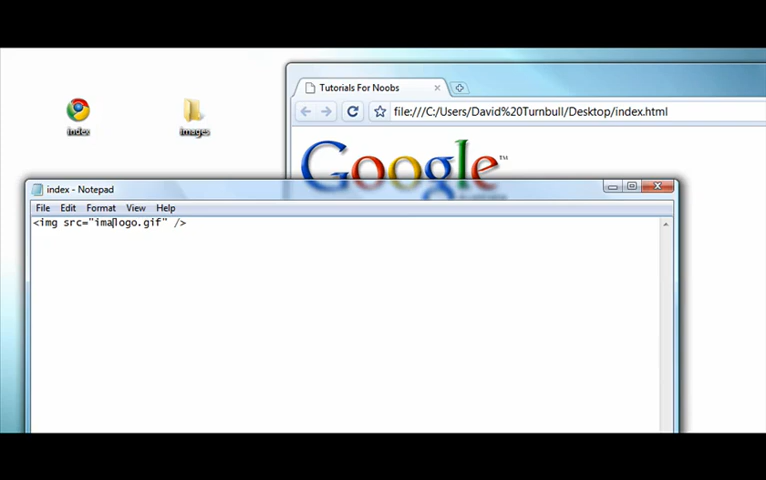 Tutorials For Noobs
file:///C:/Users/David%20Turnbull/Desktop/index.html
index
images
Google™
index - Notepad
File Edit Format View Help
<img src="imalogo.gif" />